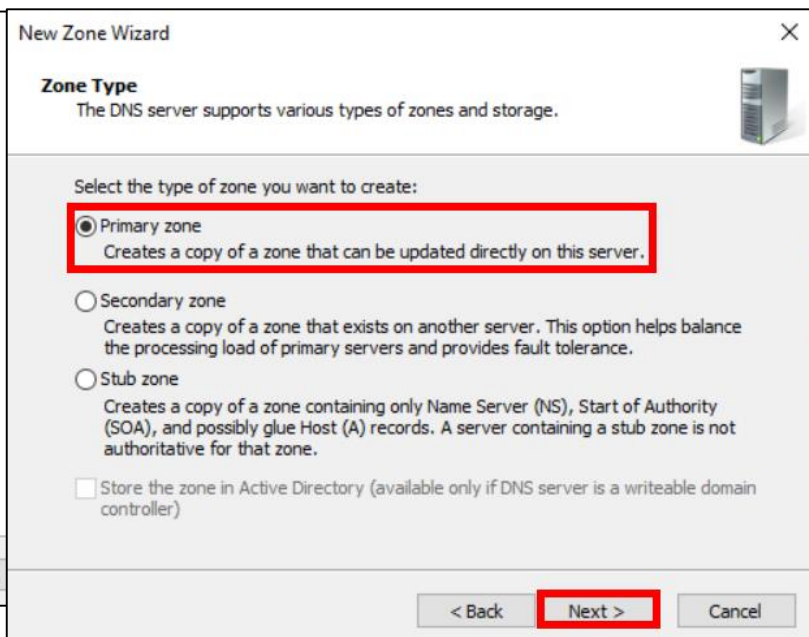 New Zone Wizard
Zone Type
The DNS server supports various types of zones and storage.
Select the type of zone you want to create:
Primary zone
Creates a copy of a zone that can be updated directly on this server.
Secondary zone
Creates a copy of a zone that exists on another server. This option helps balance
the processing load of primary servers and provides fault tolerance.
Stub zone
Creates a copy of a zone containing only Name Server (NS), Start of Authority
(SOA), and possibly glue Host (A) records. A server containing a stub zone is not
authoritative for that zone.
Store the zone in Active Directory (available only if DNS server is a writeable domain
controller)
< Back Next > Cancel